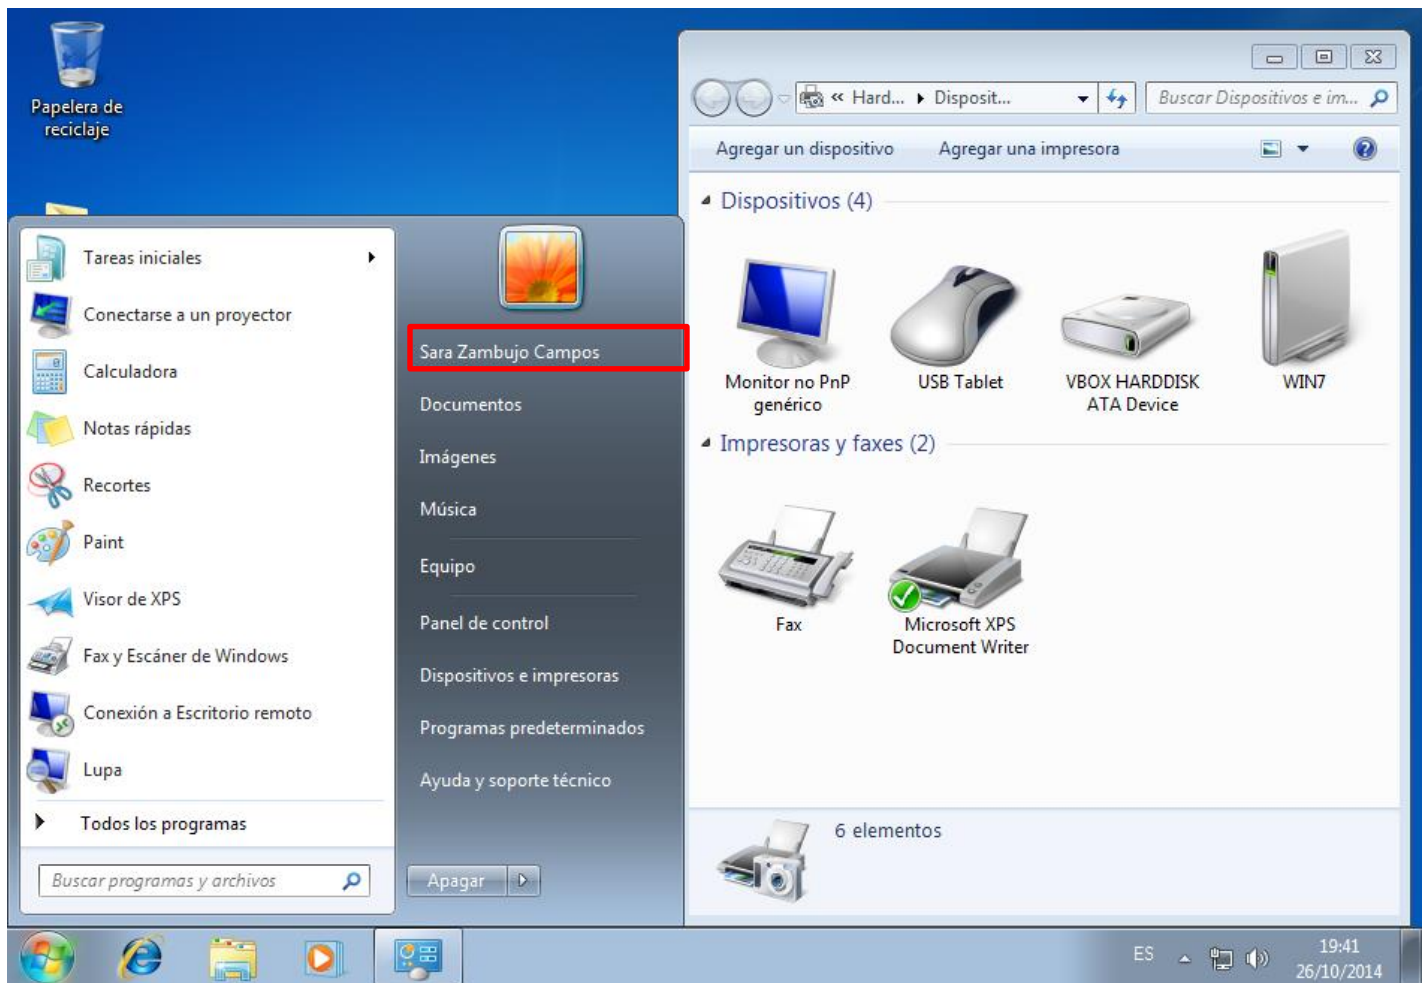 Papelera de
reciclaje
Tareas iniciales
Conectarse a un proyector
Calculadora
Notas rápidas
Recortes
Paint
Visor de XPS
Fax y Escáner de Windows
Conexión a Escritorio remoto
Lupa
Todos los programas
Buscar programas y archivos
Sara Zambujo Campos
Documentos
Imágenes
Música
Equipo
Panel de control
Dispositivos e impresoras
Programas predeterminados
Ayuda y soporte técnico
Apagar
« Hard... Disposit...
Buscar Dispositivos e im...
Agregar un dispositivo Agregar una impresora
Dispositivos (4)
Monitor no PnP
genérico
USB Tablet
VBOX HARDDISK
ATA Device
WIN7
Impresoras y faxes (2)
Fax
Microsoft XPS
Document Writer
6 elementos
ES
19:41
26/10/2014